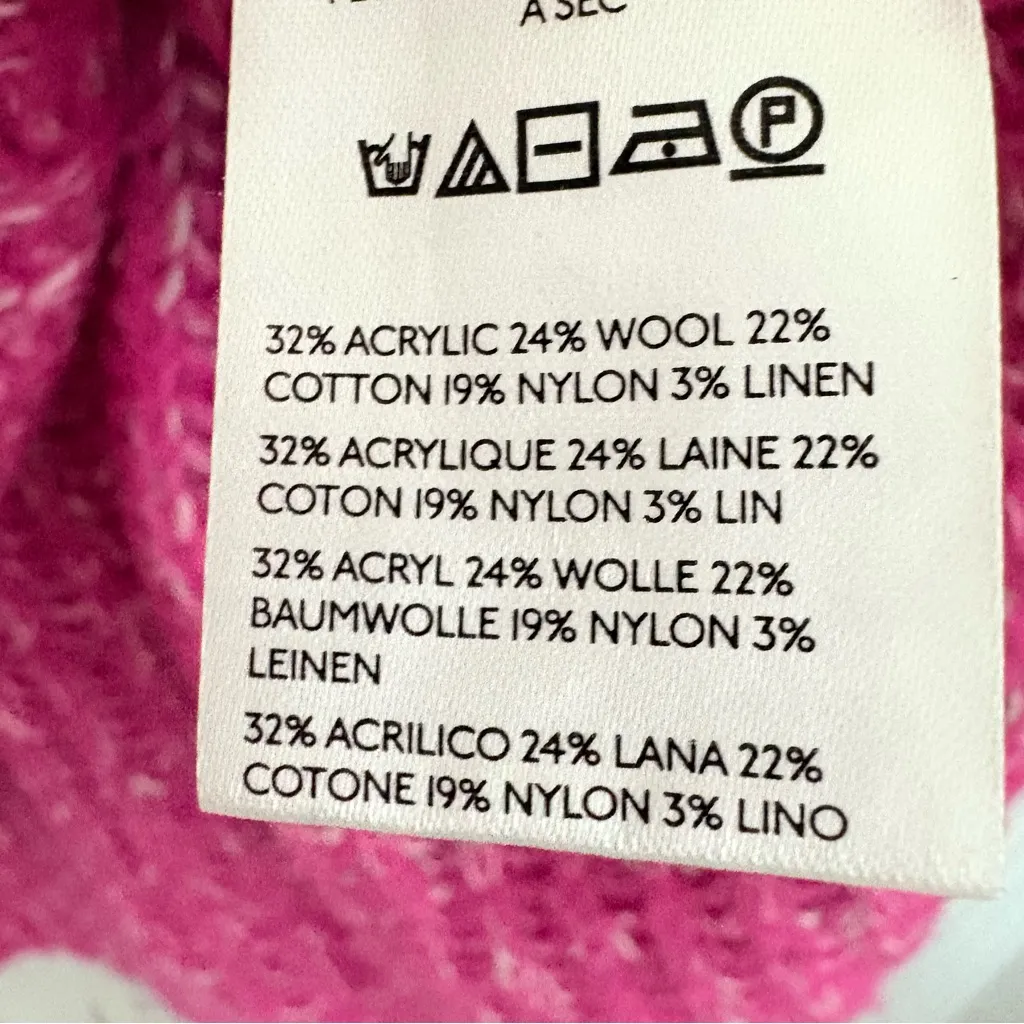 A SEC
P
32% ACRYLIC 24% WOOL 22%
COTTON 19% NYLON 3% LINEN
32% ACRYLIQUE 24% LAINE 22%
COTON 19% NYLON 3% LIN
32% ACRYL 24% WOLLE 22%
BAUMWOLLE 19% NYLON 3%
LEINEN
32% ACRILICO 24% LANA 22%
COTONE 19% NYLON 3% LINO